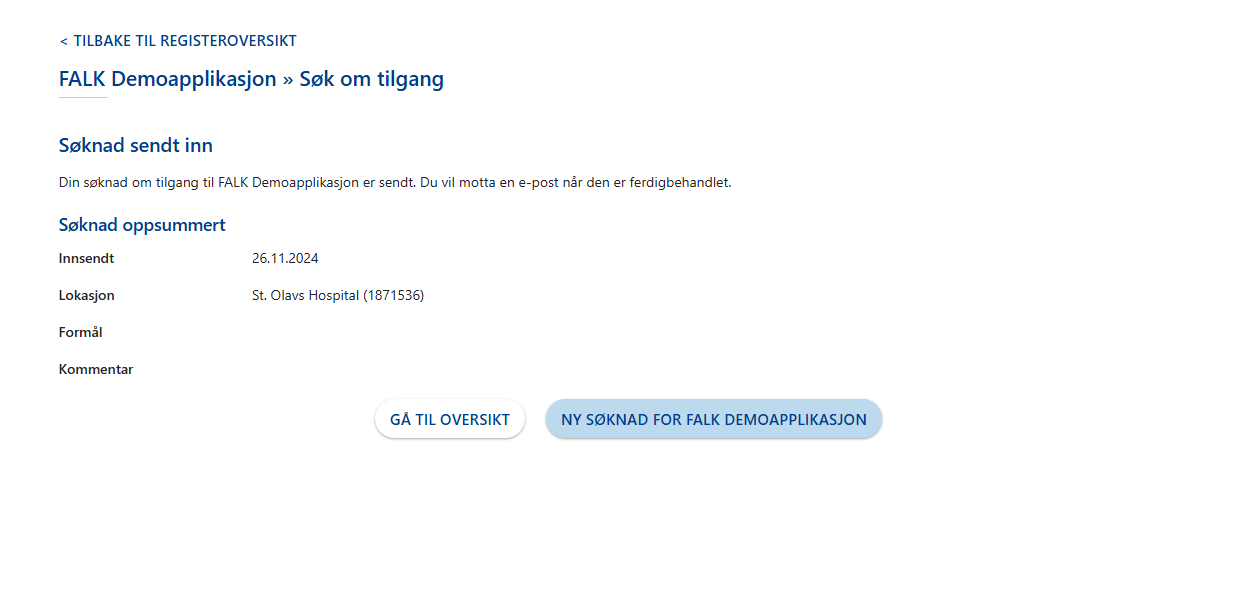 < TILBAKE TIL REGISTEROVERSIKT
FALK Demoapplikasjon » Søk om tilgang
Søknad sendt inn
Din søknad om tilgang til FALK Demoapplikasjon er sendt. Du vil motta en e-post når den er ferdigbehandlet.
Søknad oppsummert
Innsendt 26.11.2024
Lokasjon St. Olavs Hospital (1871536)
Formål
Kommentar
GÅ TIL OVERSIKT NY SØKNAD FOR FALK DEMOAPPLIKASJON